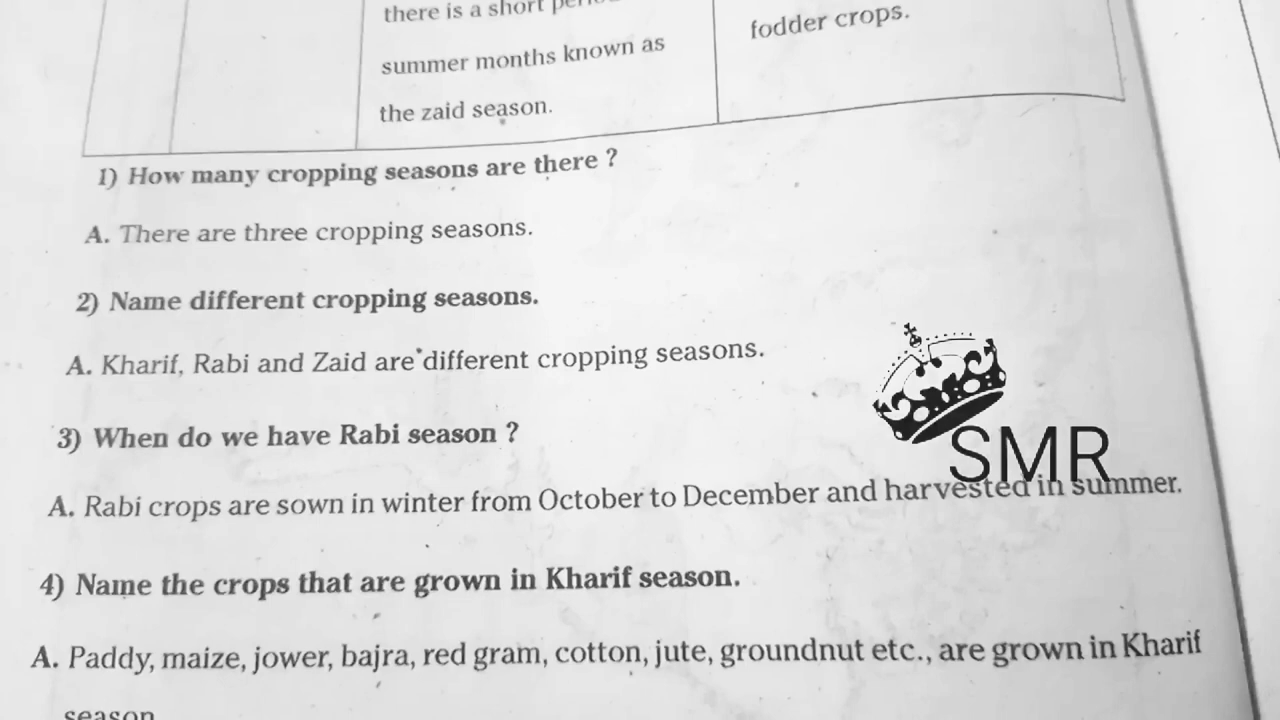 there is a short
fodder crops.
summer months known as
the zaid season.
1) How many cropping seasons are there ?
A. There are three cropping seasons.
2) Name different cropping seasons.
A. Kharif, Rabi and Zaid are different cropping seasons.
3) When do we have Rabi season ?
SMR
A. Rabi crops are sown in winter from October to December and harvested in summer.
4) Name the crops that are grown in Kharif season.
A. Paddy, maize, jower, bajra, red gram, cotton, jute, groundnut etc., are grown in Kharif
season